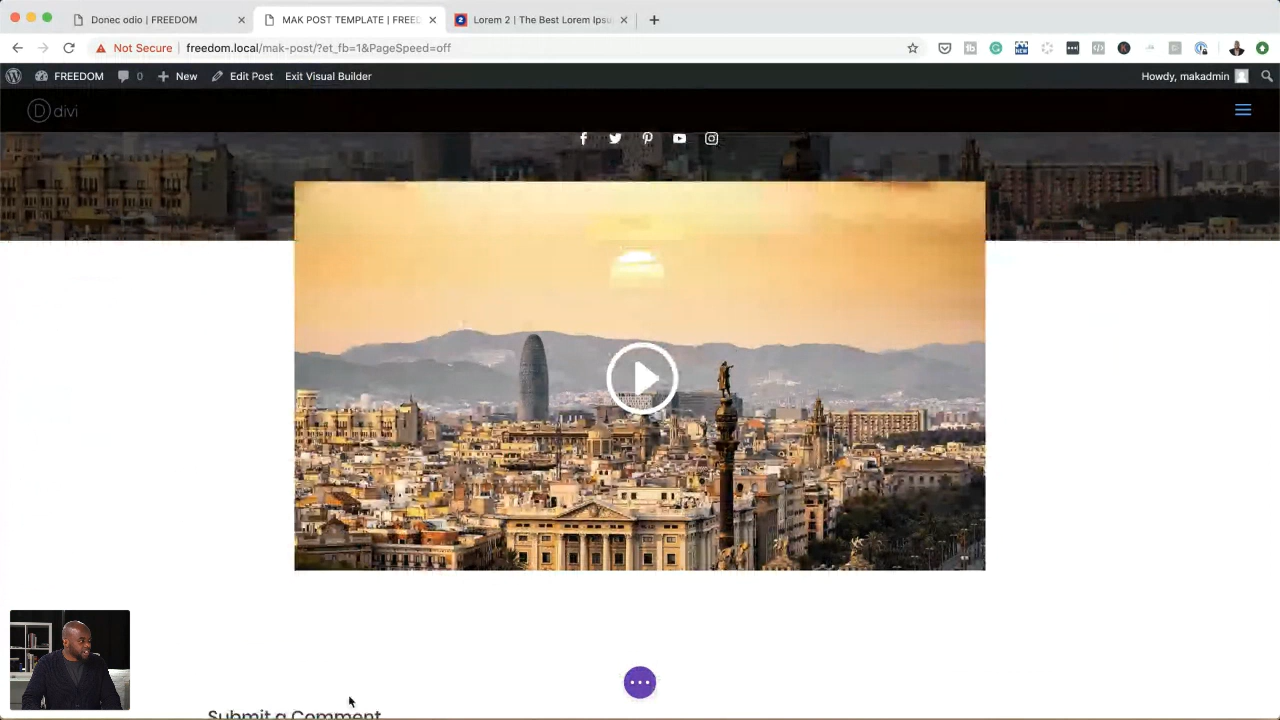 Donec odio | FREEDOM
MAK POST TEMPLATE | FREED
Lorem 2 | The Best Lorem Ipsu
Not Secure
freedom.local/mak-post/?et_fb=1&PageSpeed=off
FREEDOM
0
New
Edit Post
Exit Visual Builder
Howdy, makadmin
D divi
Submit a Comment